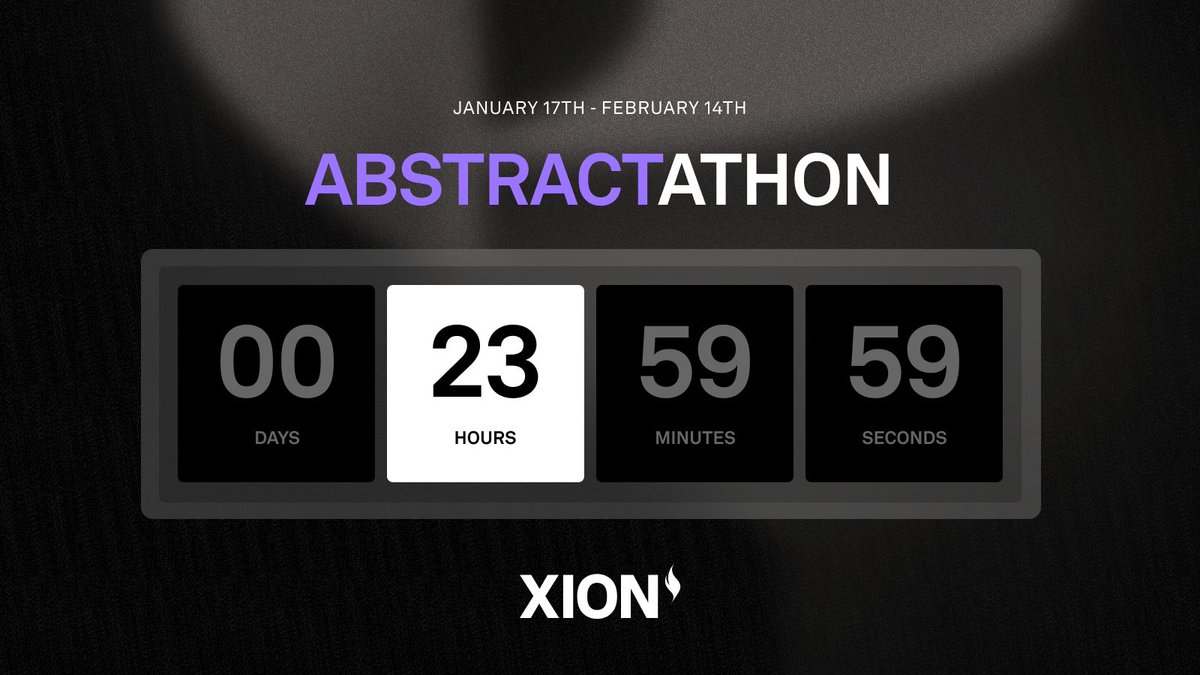 JANUARY 17TH - FEBRUARY 14TH
ABSTRACTATHON
00 23 59 59
DAYS HOURS MINUTES SECONDS
XION